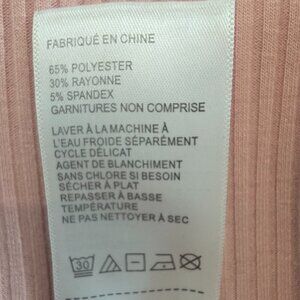 FABRIQUÉ EN CHINE
65% POLYESTER
30% RAYONNE
5% SPANDEX
GARNITURES NON COMPRISE
LAVER À LA MACHINE À
L'EAU FROIDE SÉPARÉMENT
CYCLE DÉLICAT
AGENT DE BLANCHIMENT
SANS CHLORE SI BESOIN
SÉCHER À PLAT
REPASSER À BASSE
TEMPÉRATURE
NE PAS NETTOYER À SEC
30